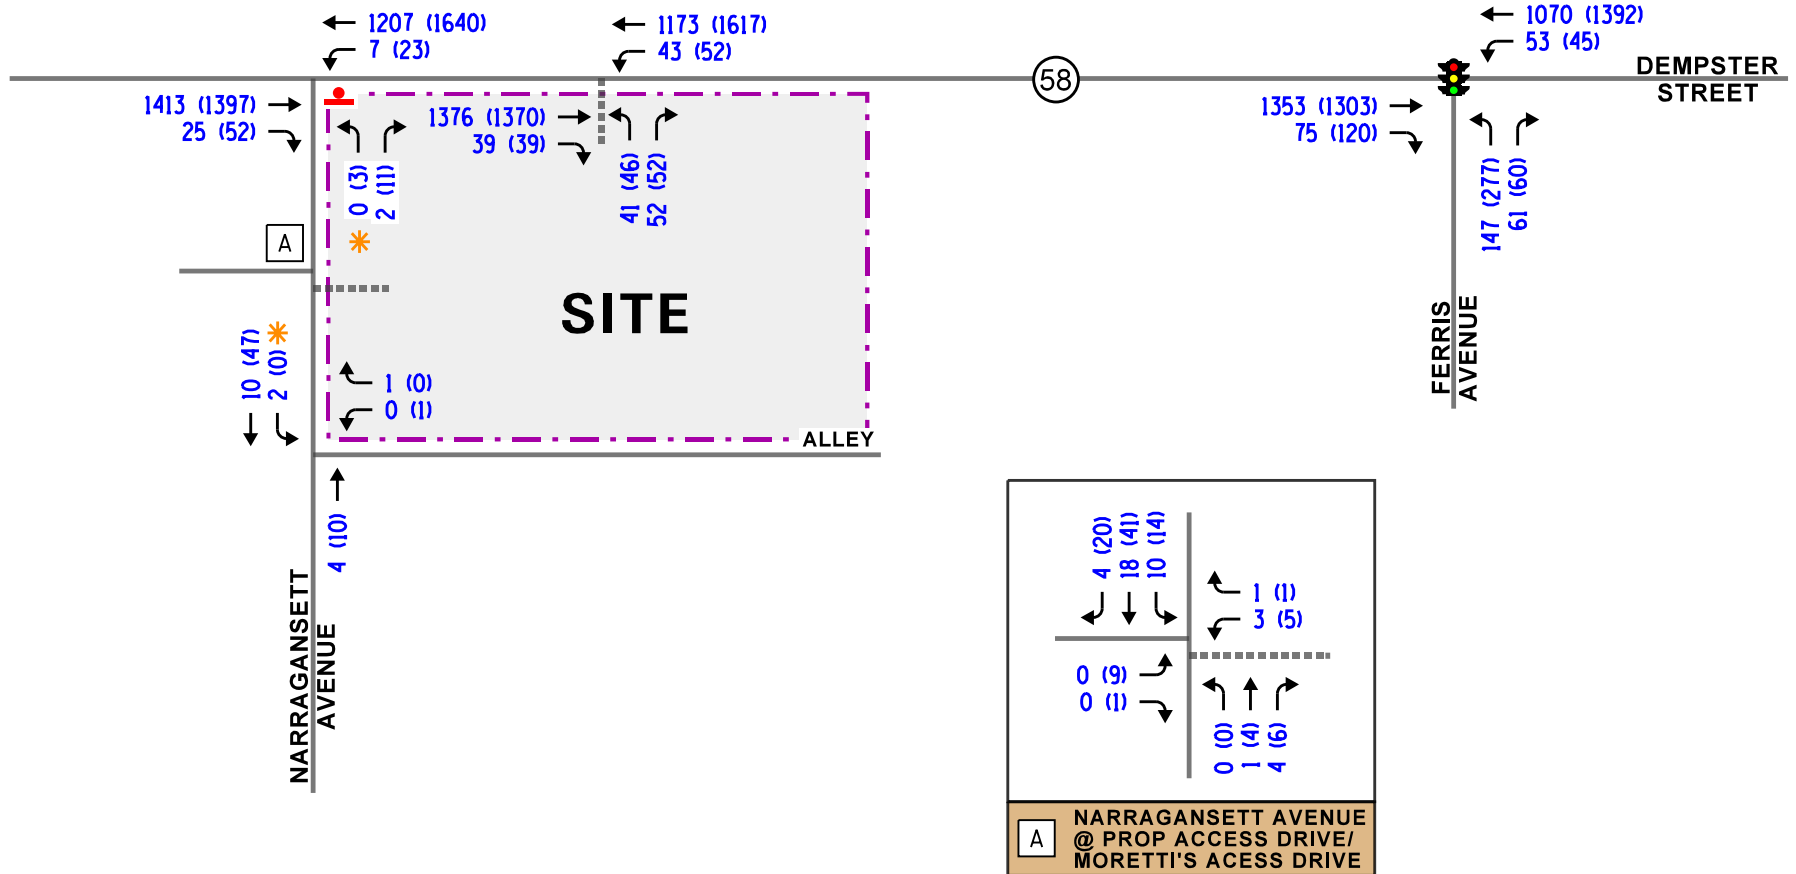 1207 (1640)
7 (23)
1173 (1617)
43 (52)
1070 (1392)
53 (45)
58
DEMPSTER
STREET
1413 (1397)
25 (52)
1376 (1370)
39 (39)
1353 (1303)
75 (120)
0 (3)
2 (11)
41 (46)
52 (52)
147 (277)
61 (60)
A
SITE
10 (47)
2 (0)
1 (0)
0 (1)
FERRIS
AVENUE
ALLEY
4 (10)
NARRAGANSETT
AVENUE
4 (20)
18 (41)
10 (14)
1 (1)
3 (5)
0 (9)
0 (1)
0 (0)
1 (4)
4 (6)
A
NARRAGANSETT AVENUE
@ PROP ACCESS DRIVE/
MORETTI'S ACESS DRIVE